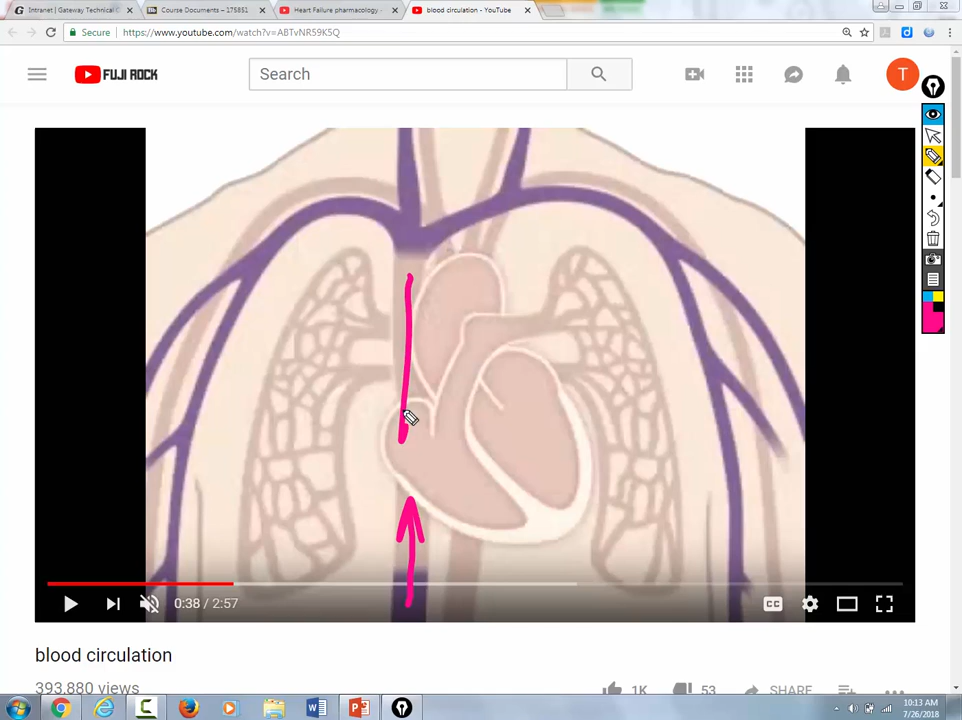 Intranet | Gateway Technical C
Course Documents – 175851
Heart Failure pharmacology -
blood circulation - YouTube
Secure
https://www.youtube.com/watch?v=ABTvNR59K5Q
FUJI ROCK
Search
T
0:38 / 2:57
CC
blood circulation
393,880 views
1K
53
SHARE
10:13 AM
7/26/2018